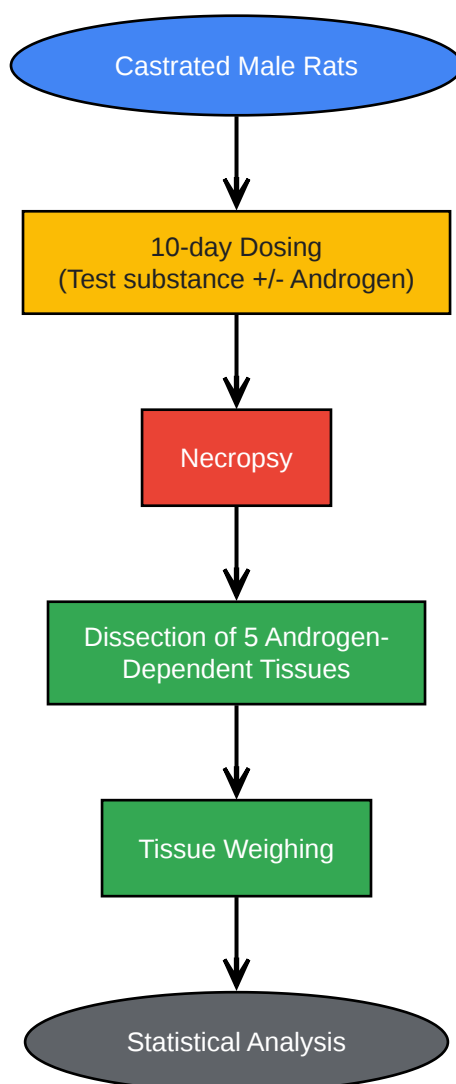 Castrated Male Rats
10-day Dosing
(Test substance +/- Androgen)
Necropsy
Dissection of 5 Androgen-
Dependent Tissues
Tissue Weighing
Statistical Analysis